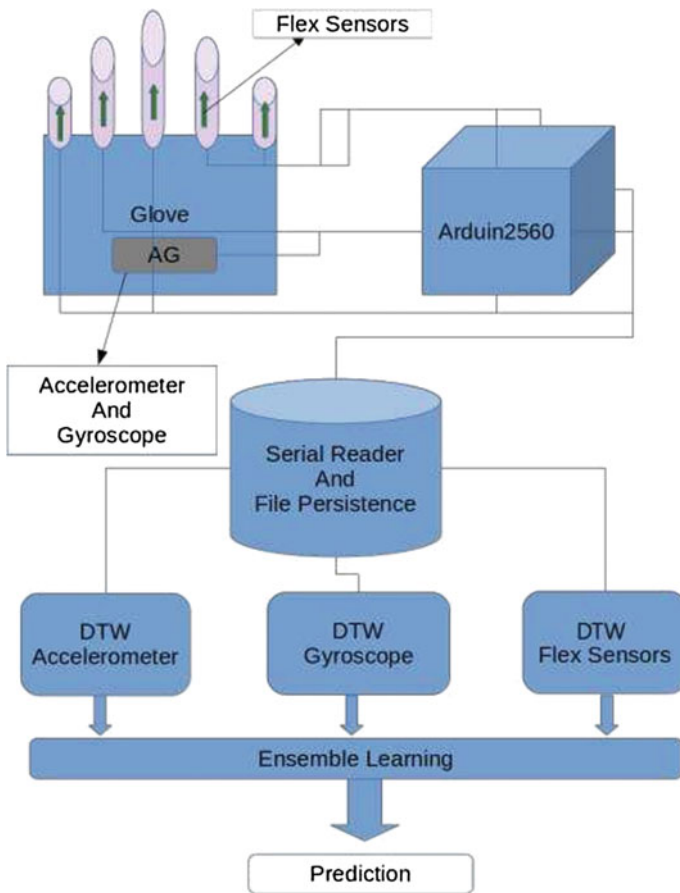 Flex Sensors
Glove
AG
Arduin2560
Accelerometer
And
Gyroscope
Serial Reader
And
File Persistence
DTW
Accelerometer
DTW
Gyroscope
DTW
Flex Sensors
Ensemble Learning
Prediction